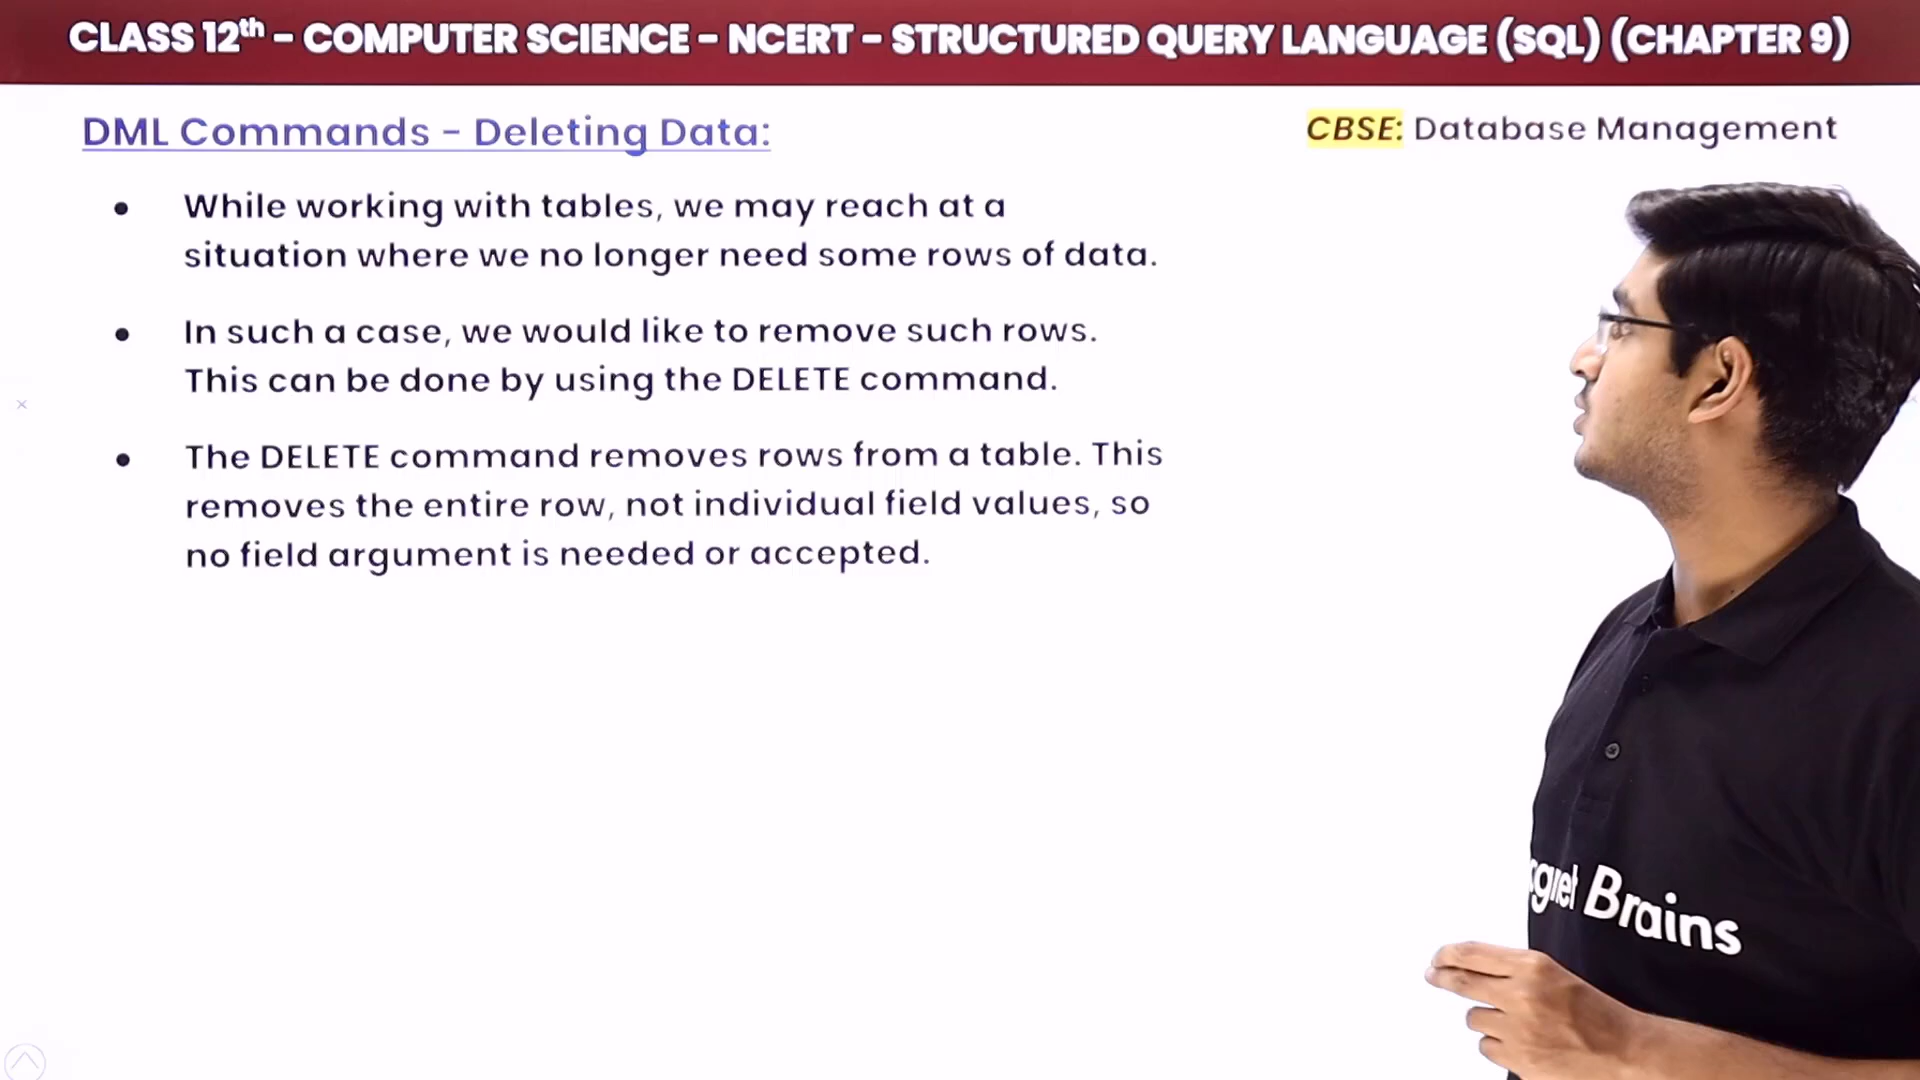 CLASS 12th – COMPUTER SCIENCE – NCERT – STRUCTURED QUERY LANGUAGE (SQL) (CHAPTER 9)
DML Commands - Deleting Data:
CBSE: Database Management
• While working with tables, we may reach at a
situation where we no longer need some rows of data.
• In such a case, we would like to remove such rows.
This can be done by using the DELETE command.
• The DELETE command removes rows from a table. This
removes the entire row, not individual field values, so
no field argument is needed or accepted.
Brains